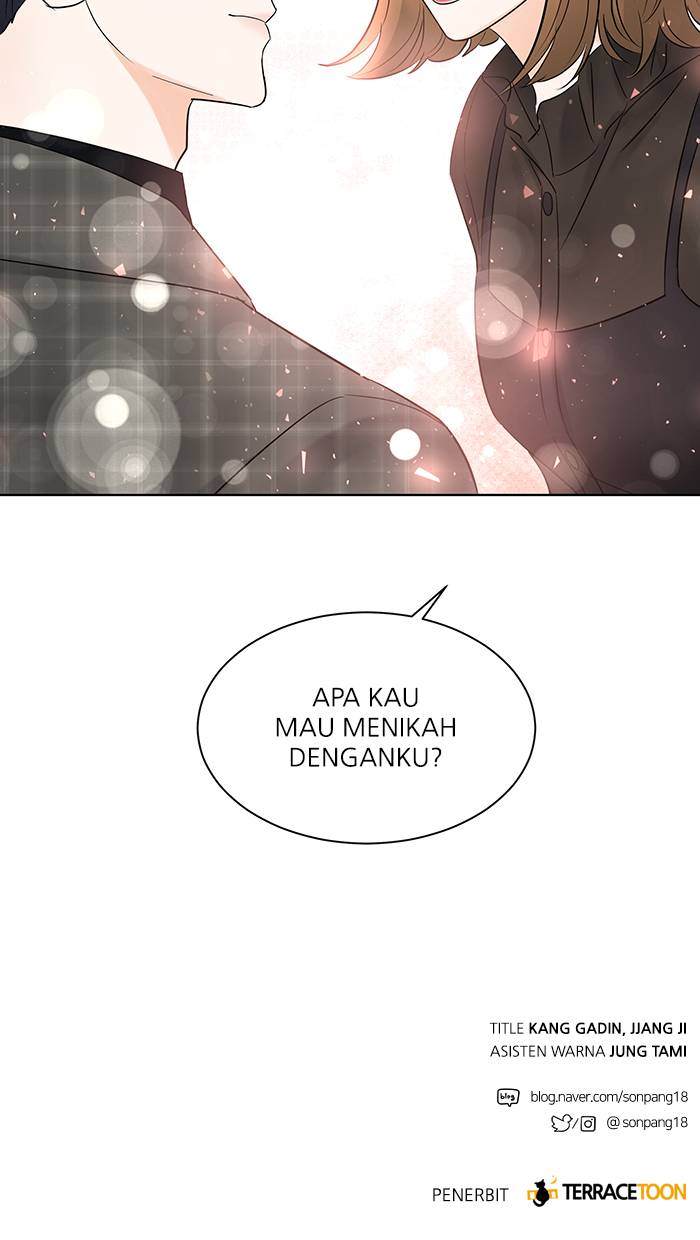 APA KAU
MAU MENIKAH
DENGANKU?
TITLE KANG GADIN, JJANG JI
ASISTEN WARNA JUNG TAMI
blog blog.naver.com/sonpang18
/ @sonpang18
PENERBIT TERRACETOON